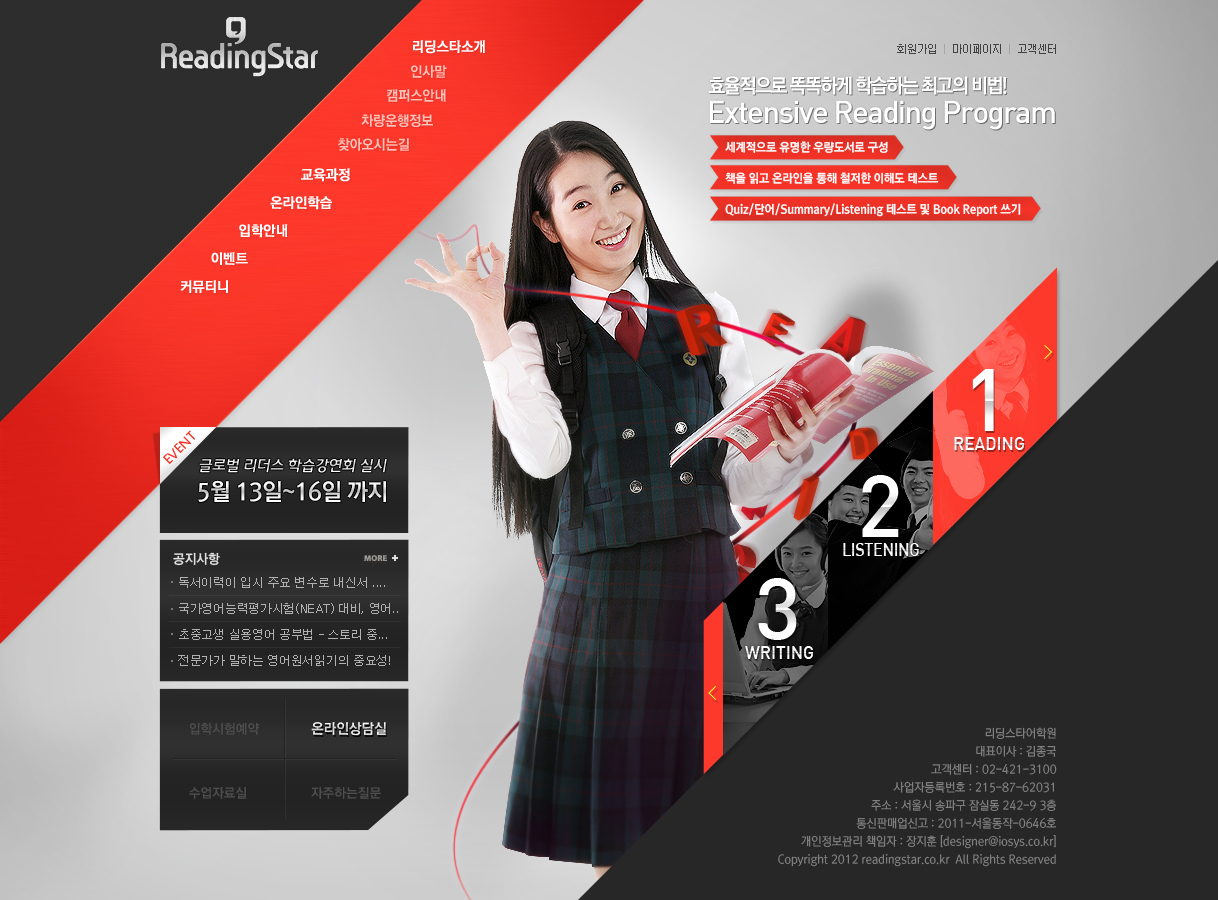 ReadingStar
리딩스타소개
인사말
캠퍼스안내
차량운행정보
찾아오시는길
교육과정
온라인학습
입학안내
이벤트
커뮤티니
회원가입 | 마이페이지 | 고객센터
효율적으로 똑똑하게 학습하는 최고의 비법!
Extensive Reading Program
세계적으로 유명한 우량도서로 구성
책을 읽고 온라인을 통해 철저한 이해도 테스트
Quiz/단어/Summary/Listening 테스트 및 Book Report 쓰기
R E A D I N
Essential
Grammar
in Use
1
READING
2
LISTENING
3
WRITING
EVENT
글로벌 리더스 학습강연회 실시
5월 13일~16일 까지
공지사항
MORE +
· 독서이력이 입시 주요 변수로 내신서 ....
· 국가영어능력평가시험(NEAT) 대비, 영어..
· 초중고생 실용영어 공부법 - 스토리 중...
· 전문가가 말하는 영어원서읽기의 중요성!
입학시험예약
온라인상담실
수업자료실
자주하는질문
리딩스타어학원
대표이사 : 김종국
고객센터 : 02-421-3100
사업자등록번호 : 215-87-62031
주소 : 서울시 송파구 잠실동 242-9 3층
통신판매업신고 : 2011-서울동작-0646호
개인정보관리 책임자 : 장지훈 [designer@iosys.co.kr]
Copyright 2012 readingstar.co.kr All Rights Reserved